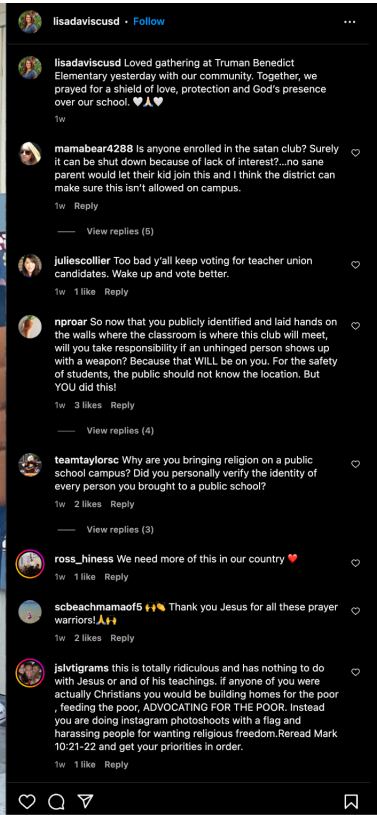 lisadaviscusd • Follow
lisadaviscusd Loved gathering at Truman Benedict
Elementary yesterday with our community. Together, we
prayed for a shield of love, protection and God's presence
over our school. 🤍🙏🤍
1w
mamabear4288 Is anyone enrolled in the satan club? Surely
it can be shut down because of lack of interest?...no sane
parent would let their kid join this and I think the district can
make sure this isn't allowed on campus.
1w Reply
View replies (5)
juliescollier Too bad y'all keep voting for teacher union
candidates. Wake up and vote better.
1w 1 like Reply
nproar So now that you publicly identified and laid hands on
the walls where the classroom is where this club will meet,
will you take responsibility if an unhinged person shows up
with a weapon? Because that WILL be on you. For the safety
of students, the public should not know the location. But
YOU did this!
1w 3 likes Reply
View replies (4)
teamtaylorsc Why are you bringing religion on a public
school campus? Did you personally verify the identity of
every person you brought to a public school?
1w 2 likes Reply
View replies (3)
ross_hiness We need more of this in our country ❤️
1w 1 like Reply
scbeachmamaof5 🙌👏 Thank you Jesus for all these prayer
warriors!🙏🙌
1w 2 likes Reply
jslvtigrams this is totally ridiculous and has nothing to do
with Jesus or and of his teachings. if anyone of you were
actually Christians you would be building homes for the poor
, feeding the poor, ADVOCATING FOR THE POOR. Instead
you are doing instagram photoshoots with a flag and
harassing people for wanting religious freedom.Reread Mark
10:21-22 and get your priorities in order.
1w 1 like Reply